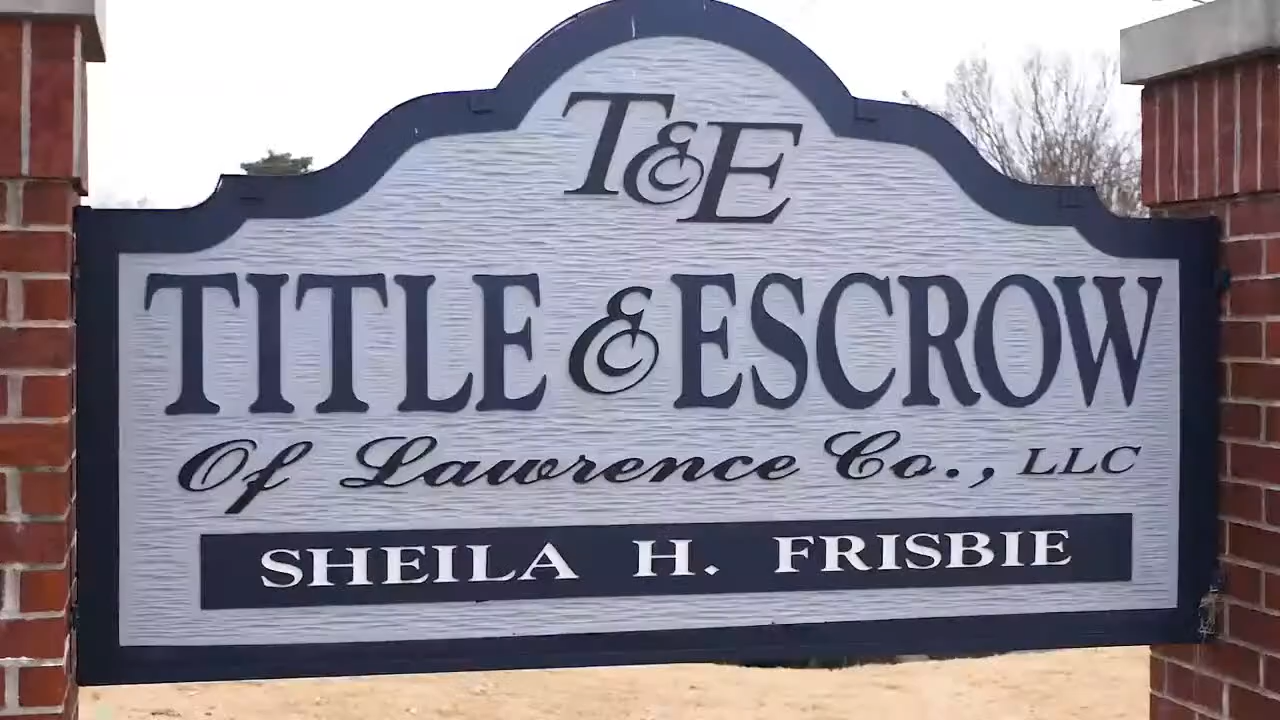 T&E
TITLE & ESCROW
Of Lawrence Co., LLC
SHEILA H. FRISBIE